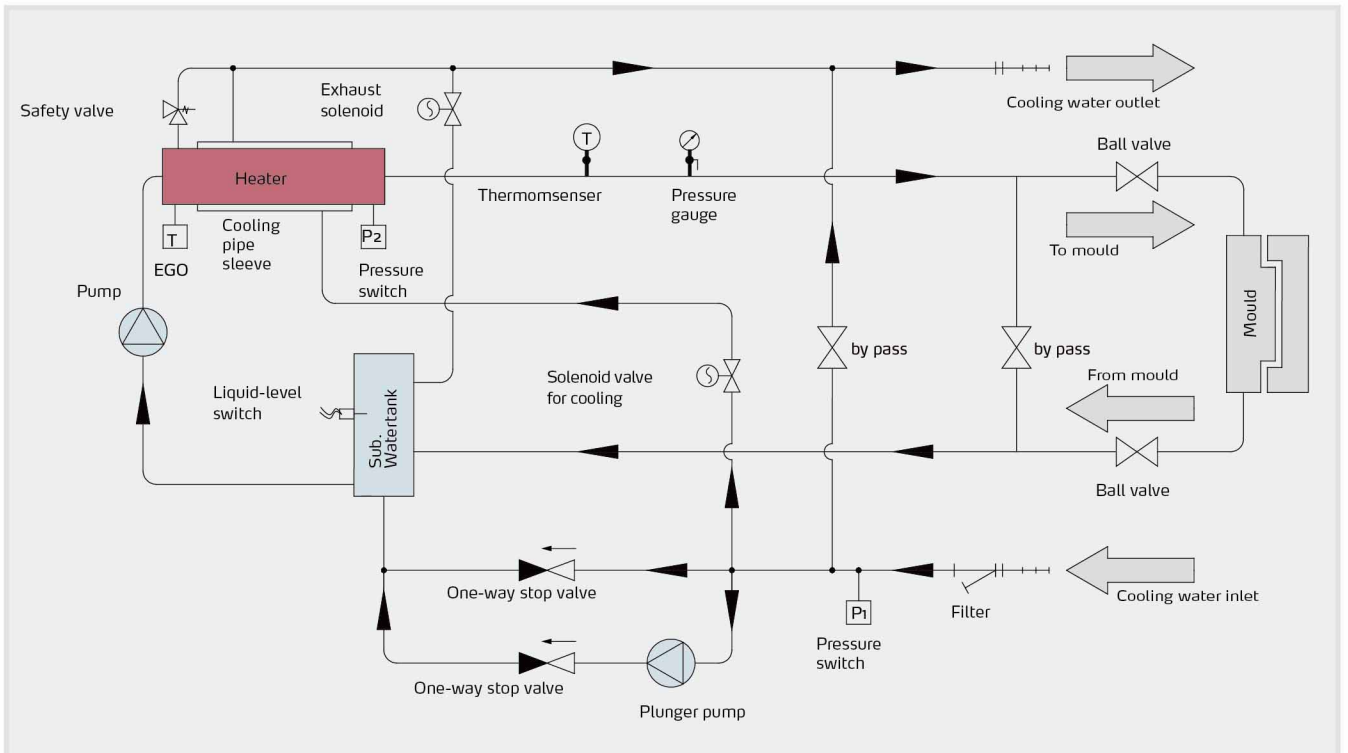 Exhaust
solenoid
Safety valve
Cooling water outlet
T
Ball valve
Heater
Thermomsenser
Pressure
gauge
Cooling
pipe
sleeve
T
P2
To mould
EGO
Pressure
switch
Pump
Mould
by pass
by pass
Solenoid valve
for cooling
From mould
Liquid-level
switch
Sub.
Watertank
Ball valve
One-way stop valve
P1
Filter
Cooling water inlet
Pressure
switch
One-way stop valve
Plunger pump